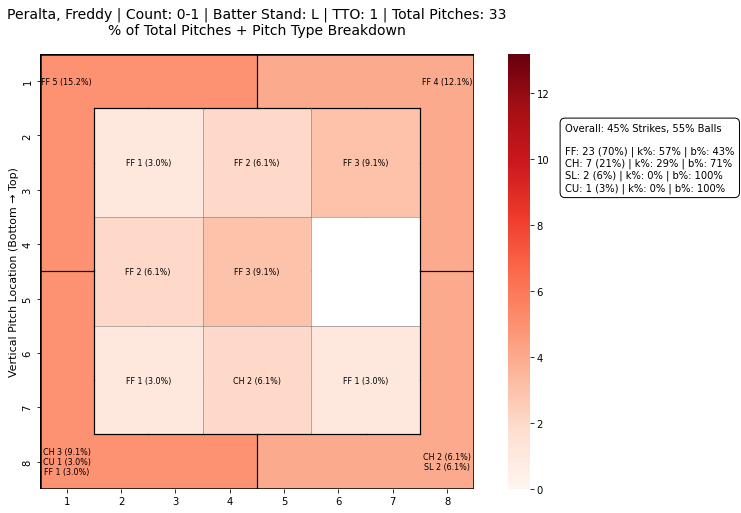 Peralta, Freddy | Count: 0-1 | Batter Stand: L | TTO: 1 | Total Pitches: 33
% of Total Pitches + Pitch Type Breakdown
Vertical Pitch Location (Bottom → Top)
1
2
3
4
5
6
7
8
FF 5 (15.2%)
FF 4 (12.1%)
FF 1 (3.0%)
FF 2 (6.1%)
FF 3 (9.1%)
FF 2 (6.1%)
FF 3 (9.1%)
FF 1 (3.0%)
CH 2 (6.1%)
FF 1 (3.0%)
CH 3 (9.1%)
CU 1 (3.0%)
FF 1 (3.0%)
CH 2 (6.1%)
SL 2 (6.1%)
1
2
3
4
5
6
7
8
12
10
8
6
4
2
0
Overall: 45% Strikes, 55% Balls
FF: 23 (70%) | k%: 57% | b%: 43%
CH: 7 (21%) | k%: 29% | b%: 71%
SL: 2 (6%) | k%: 0% | b%: 100%
CU: 1 (3%) | k%: 0% | b%: 100%